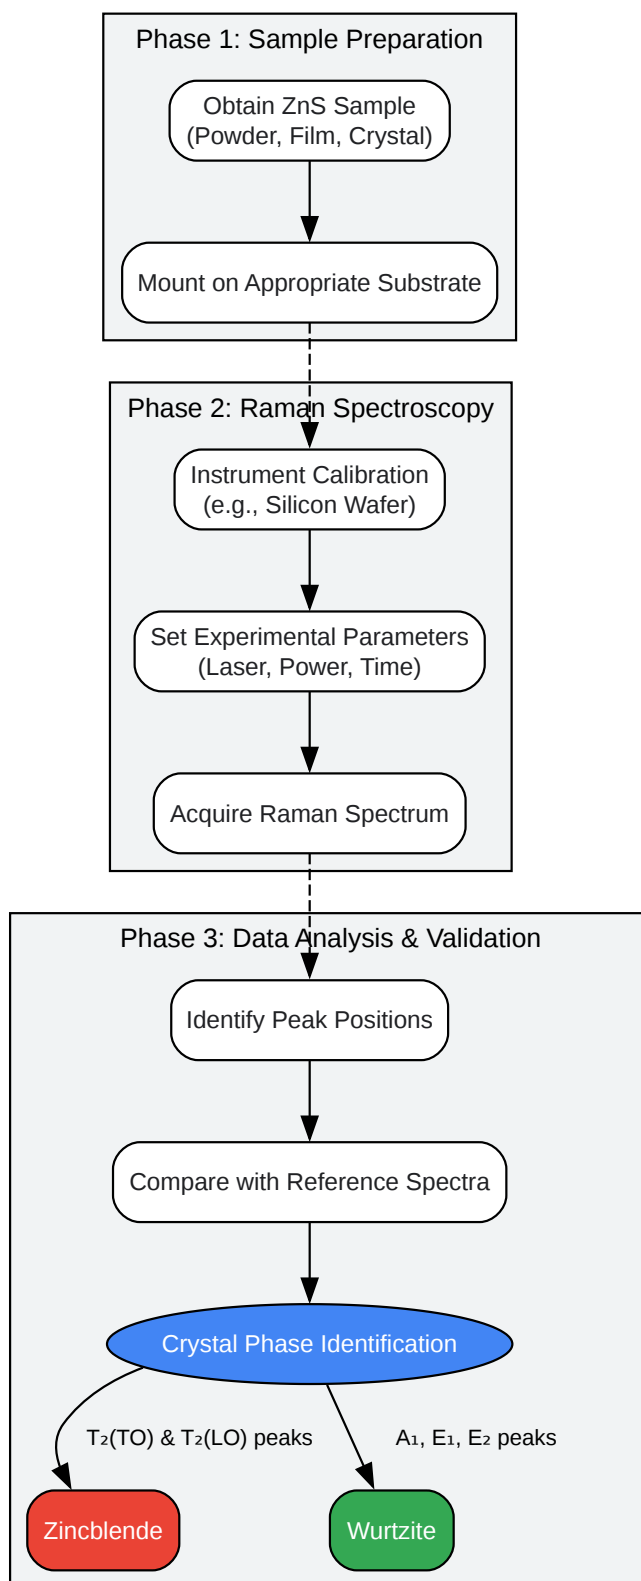 Phase 1: Sample Preparation
Obtain ZnS Sample
(Powder, Film, Crystal)
Mount on Appropriate Substrate
Phase 2: Raman Spectroscopy
Instrument Calibration
(e.g., Silicon Wafer)
Set Experimental Parameters
(Laser, Power, Time)
Acquire Raman Spectrum
Phase 3: Data Analysis & Validation
Identify Peak Positions
Compare with Reference Spectra
Crystal Phase Identification
T₂(TO) & T₂(LO) peaks
A₁, E₁, E₂ peaks
Zincblende
Wurtzite